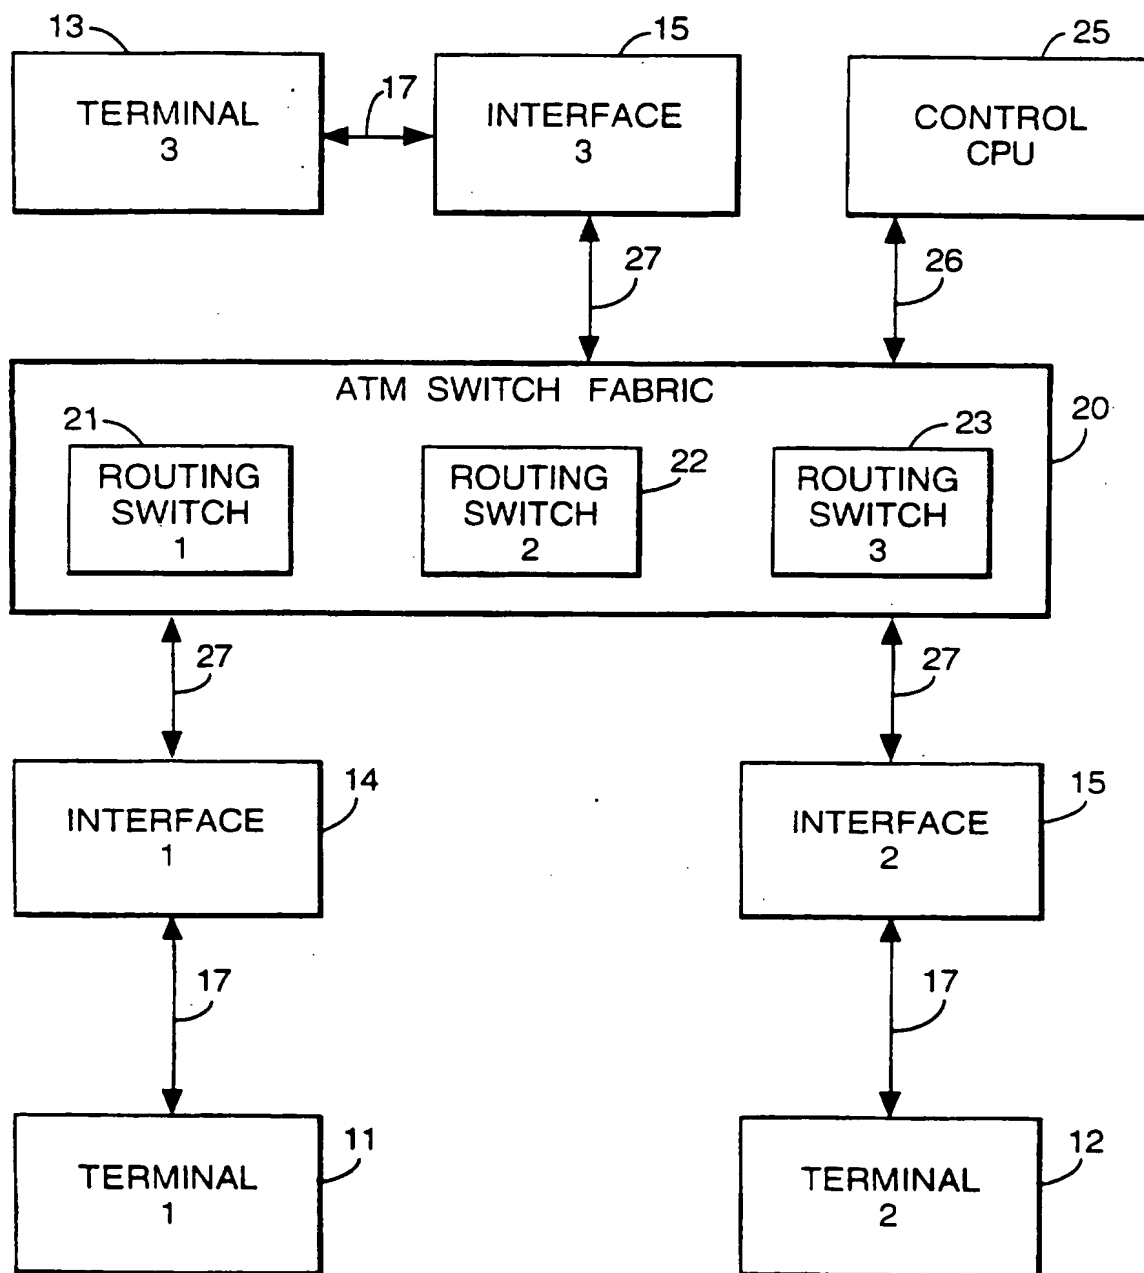 13
15
25
TERMINAL
3
17
INTERFACE
3
CONTROL
CPU
27
26
ATM SWITCH FABRIC
20
21
ROUTING
SWITCH
1
22
ROUTING
SWITCH
2
23
ROUTING
SWITCH
3
27
27
14
INTERFACE
1
15
INTERFACE
2
17
17
11
TERMINAL
1
12
TERMINAL
2